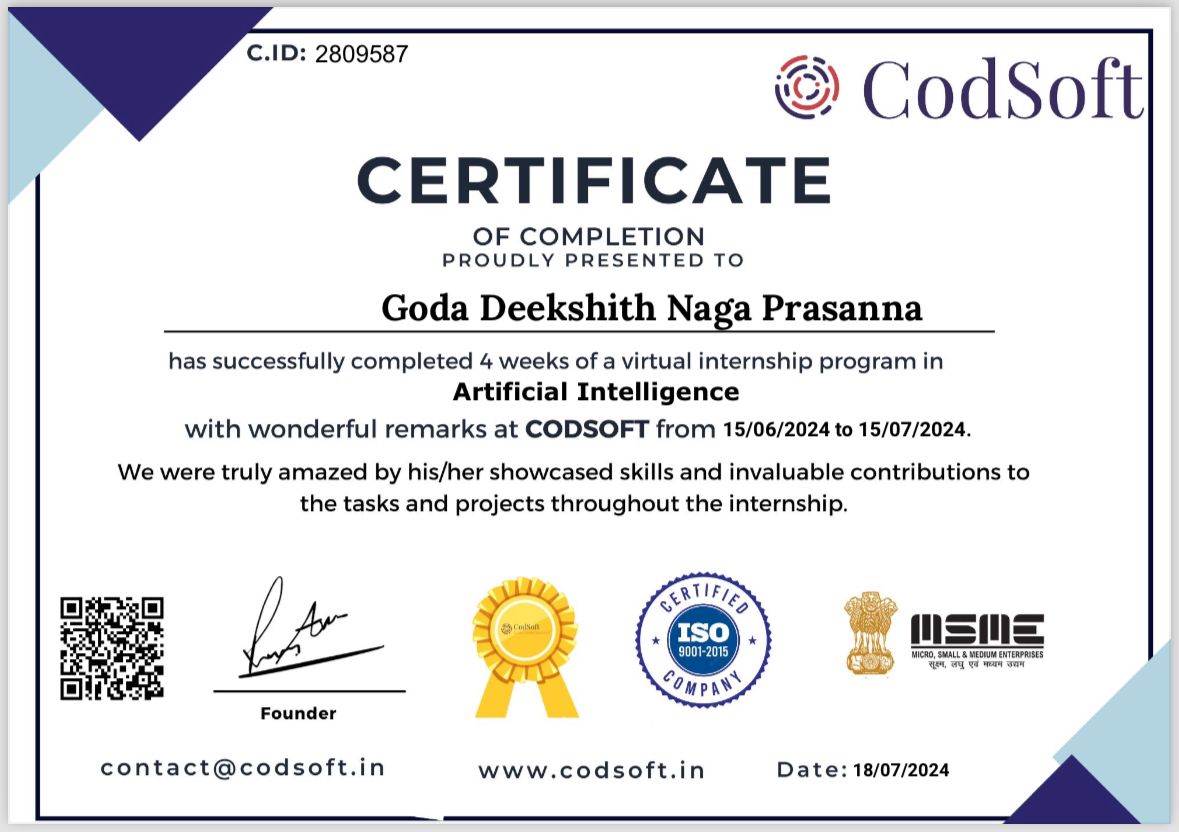 C.ID: 2809587
CodSoft
CERTIFICATE
OF COMPLETION
PROUDLY PRESENTED TO
Goda Deekshith Naga Prasanna
has successfully completed 4 weeks of a virtual internship program in
Artificial Intelligence
with wonderful remarks at CODSOFT from 15/06/2024 to 15/07/2024.
We were truly amazed by his/her showcased skills and invaluable contributions to
the tasks and projects throughout the internship.
Founder
CodSoft
CERTIFIED
ISO
9001-2015
COMPANY
MSME
MICRO, SMALL & MEDIUM ENTERPRISES
सूक्ष्म, लघु एवं मध्यम उद्यम
contact@codsoft.in
www.codsoft.in
Date: 18/07/2024